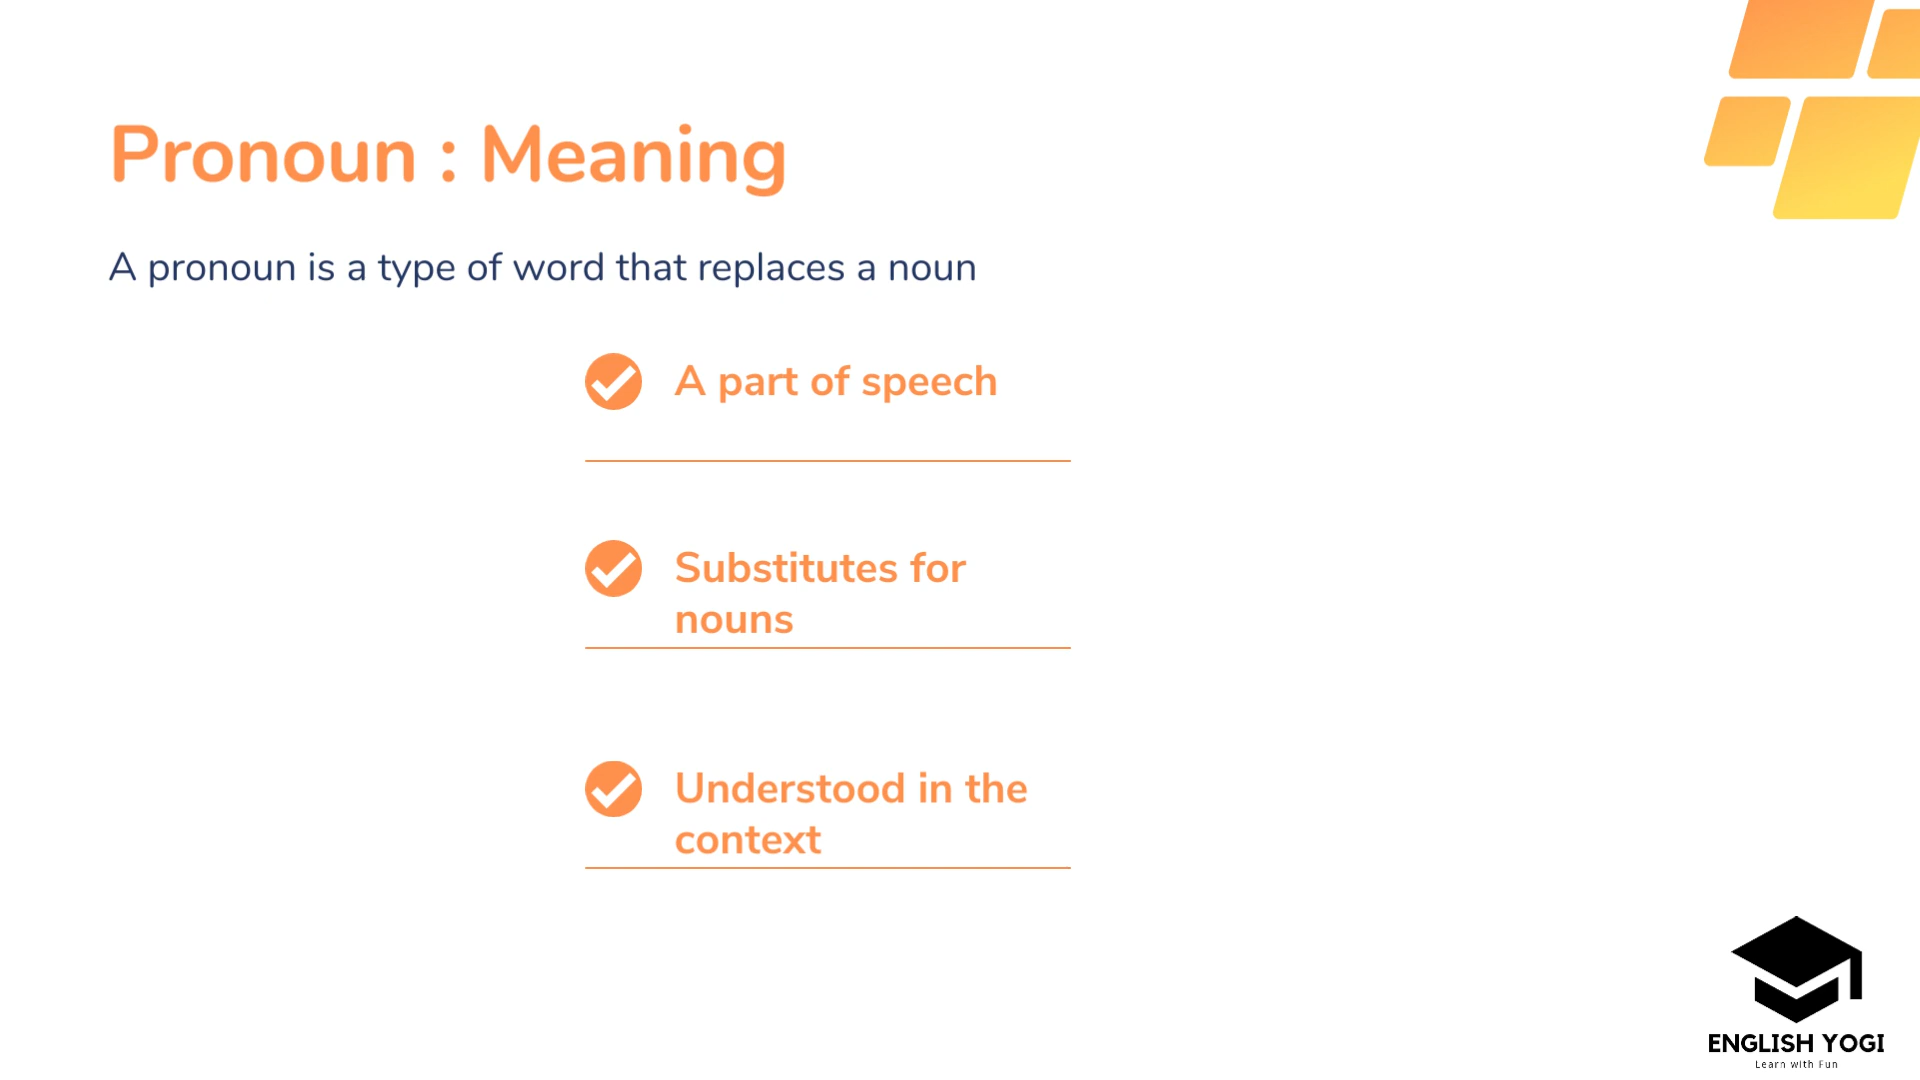 Pronoun : Meaning
A pronoun is a type of word that replaces a noun
A part of speech
Substitutes for
nouns
Understood in the
context
ENGLISH YOGI
Learn with Fun